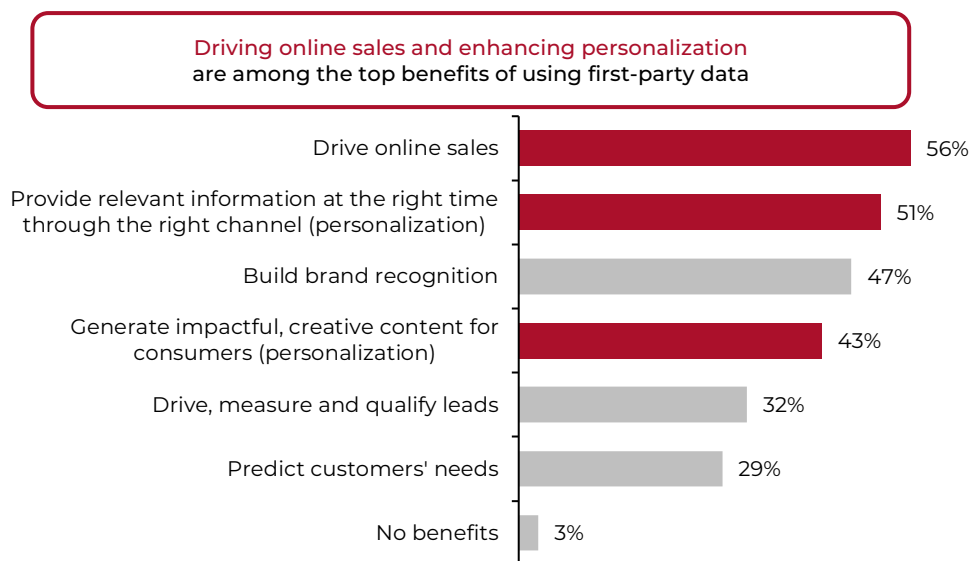 Driving online sales and enhancing personalization
are among the top benefits of using first-party data
Drive online sales
56%
Provide relevant information at the right time
through the right channel (personalization)
51%
Build brand recognition
47%
Generate impactful, creative content for
consumers (personalization)
43%
Drive, measure and qualify leads
32%
Predict customers' needs
29%
No benefits
3%